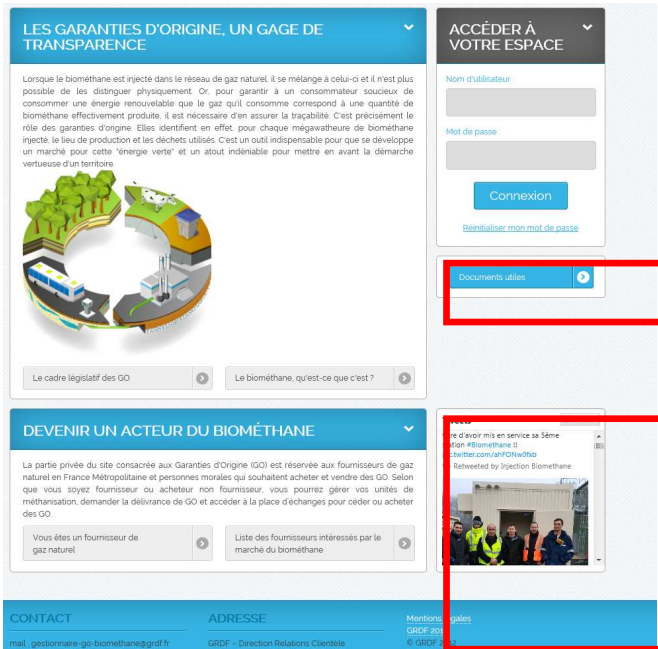 LES GARANTIES D'ORIGINE, UN GAGE DE
TRANSPARENCE
Lorsque le biométhane est injecté dans le réseau de gaz naturel, il se mélange à celui-ci et il n'est plus
possible de les distinguer physiquement. Or, pour garantir à un consommateur soucieux de
consommer une énergie renouvelable que le gaz qu'il consomme correspond à une quantité de
biométhane effectivement produite, il est nécessaire d'en assurer la traçabilité. C'est précisément le
rôle des garanties d'origine. Elles identifient en effet, pour chaque mégawatheure de biométhane
injecté, le lieu de production et les déchets utilisés. C'est un outil indispensable pour que se développe
un marché pour cette "énergie verte" et un atout indéniable pour mettre en avant la démarche
vertueuse d'un territoire.
Le cadre législatif des GO
Le biométhane, qu'est-ce que c'est ?
ACCÉDER À
VOTRE ESPACE
Nom d'utilisateur :
Mot de passe :
Connexion
Réinitialiser mon mot de passe
Documents utiles
DEVENIR UN ACTEUR DU BIOMÉTHANE
La partie privée du site consacrée aux Garanties d'Origine (GO) est réservée aux fournisseurs de gaz
naturel en France Métropolitaine et personnes morales qui souhaitent acheter et vendre des GO. Selon
que vous soyez fournisseur ou acheteur non fournisseur, vous pourrez gérer vos unités de
méthanisation, demander la délivrance de GO et accéder à la place d'échanges pour céder ou acheter
des GO.
Vous êtes un fournisseur de
gaz naturel
Liste des fournisseurs intéressés par le
marché du biométhane
Tweets
d'avoir mis en service sa 5ème
#Biomethane !!
.twitter.com/ahFONw0fxb
Retweeted by Injection Biomethane
CONTACT
mail : gestionnaire-go-biomethane@grdf.fr
ADRESSE
GRDF - Direction Relations Clientèle
Mentions légales
GRDF 201
© GRDF 2012